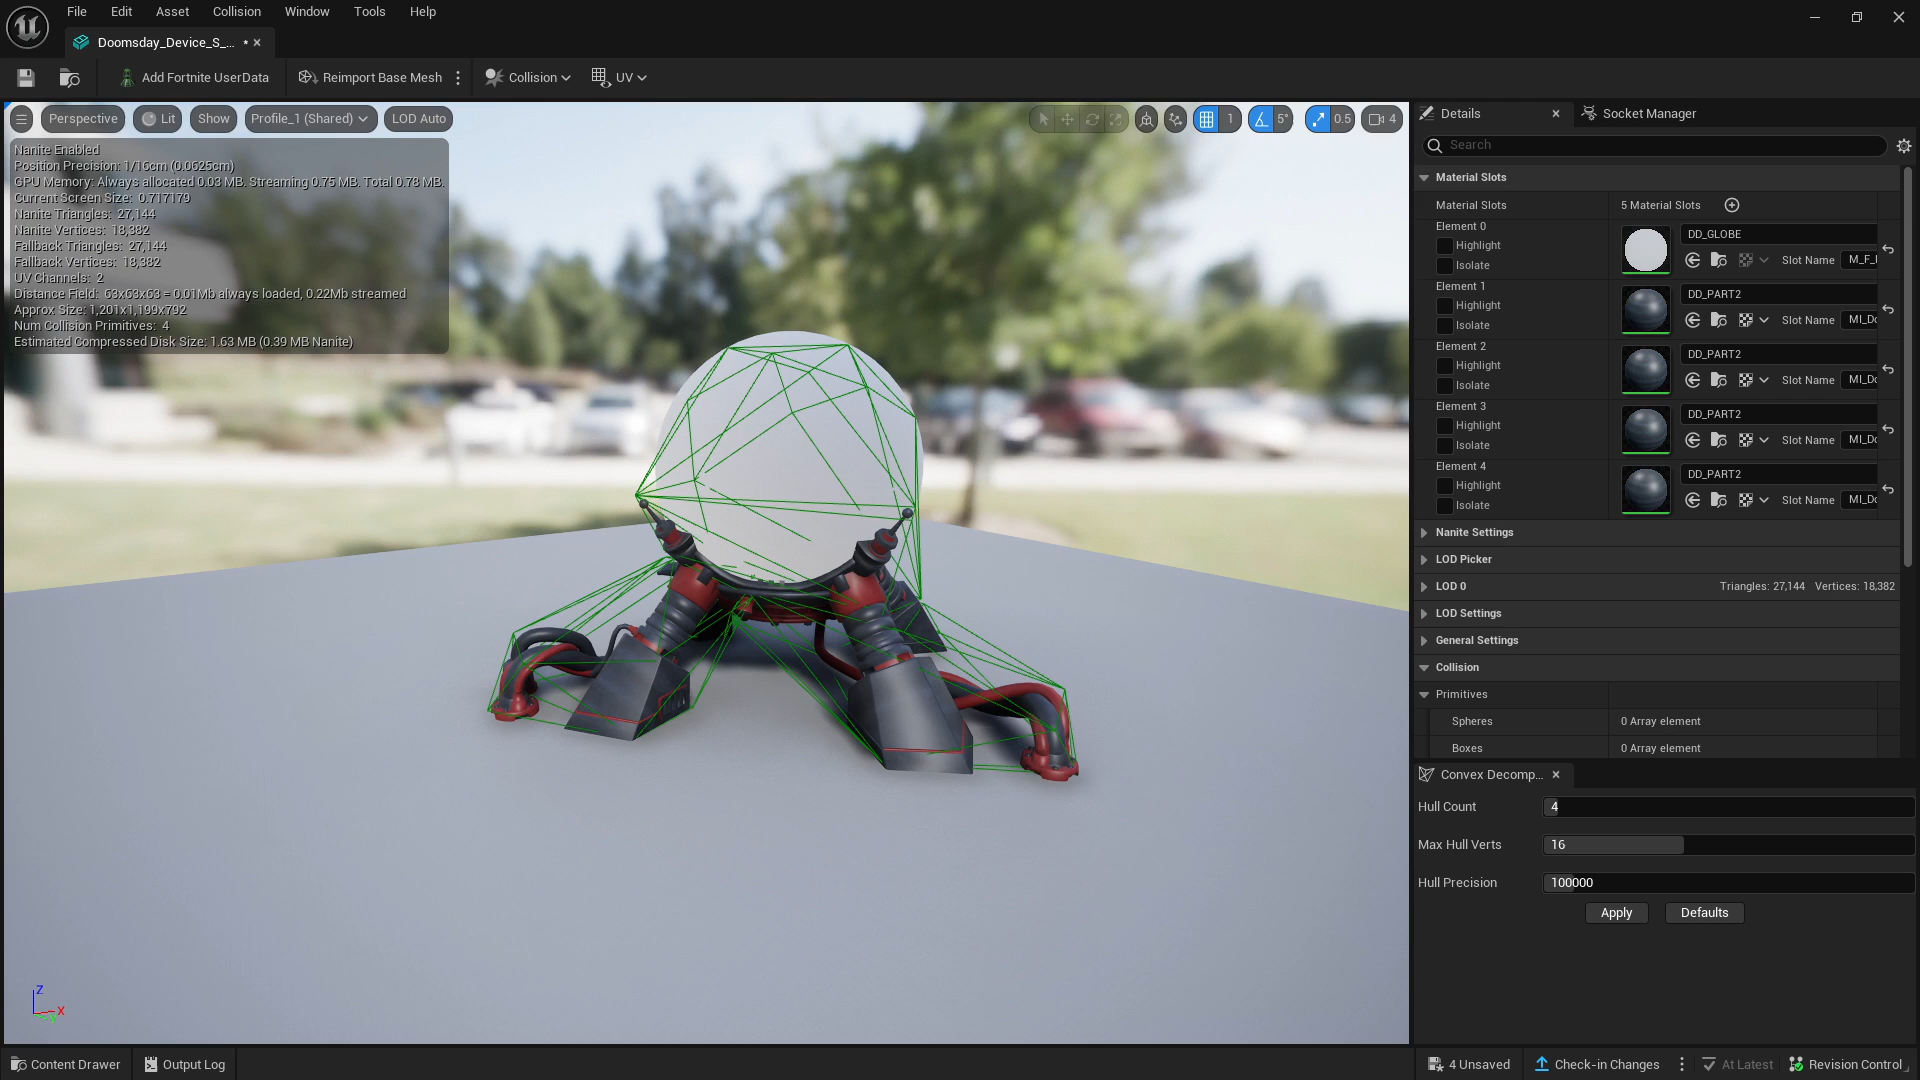 File Edit Asset Collision Window Tools Help
Doomsday_Device_S_... *
Add Fortnite UserData Reimport Base Mesh Collision UV
Perspective Lit Show Profile_1 (Shared) LOD Auto 1 5° 0.5 4
Nanite Enabled
Position Precision: 1/16cm (0.0625cm)
GPU Memory: Always allocated 0.03 MB. Streaming 0.75 MB. Total 0.78 MB.
Current Screen Size: 0.717179
Nanite Triangles: 27,144
Nanite Vertices: 18,382
Fallback Triangles: 27,144
Fallback Vertices: 18,382
UV Channels: 2
Distance Field: 63x63x63 = 0.01Mb always loaded, 0.22Mb streamed
Approx Size: 1,201x1,199x792
Num Collision Primitives: 4
Estimated Compressed Disk Size: 1.63 MB (0.39 MB Nanite)
Z
X
Y
Details Socket Manager
Search
Material Slots
Material Slots 5 Material Slots
Element 0
Highlight
Isolate
DD_GLOBE
Slot Name M_F_
Element 1
Highlight
Isolate
DD_PART2
Slot Name MI_Do
Element 2
Highlight
Isolate
DD_PART2
Slot Name MI_Do
Element 3
Highlight
Isolate
DD_PART2
Slot Name MI_Do
Element 4
Highlight
Isolate
DD_PART2
Slot Name MI_Do
Nanite Settings
LOD Picker
LOD 0 Triangles: 27,144 Vertices: 18,382
LOD Settings
General Settings
Collision
Primitives
Spheres 0 Array element
Boxes 0 Array element
Convex Decomp...
Hull Count 4
Max Hull Verts 16
Hull Precision 100000
Apply Defaults
Content Drawer Output Log 4 Unsaved Check-in Changes At Latest Revision Control